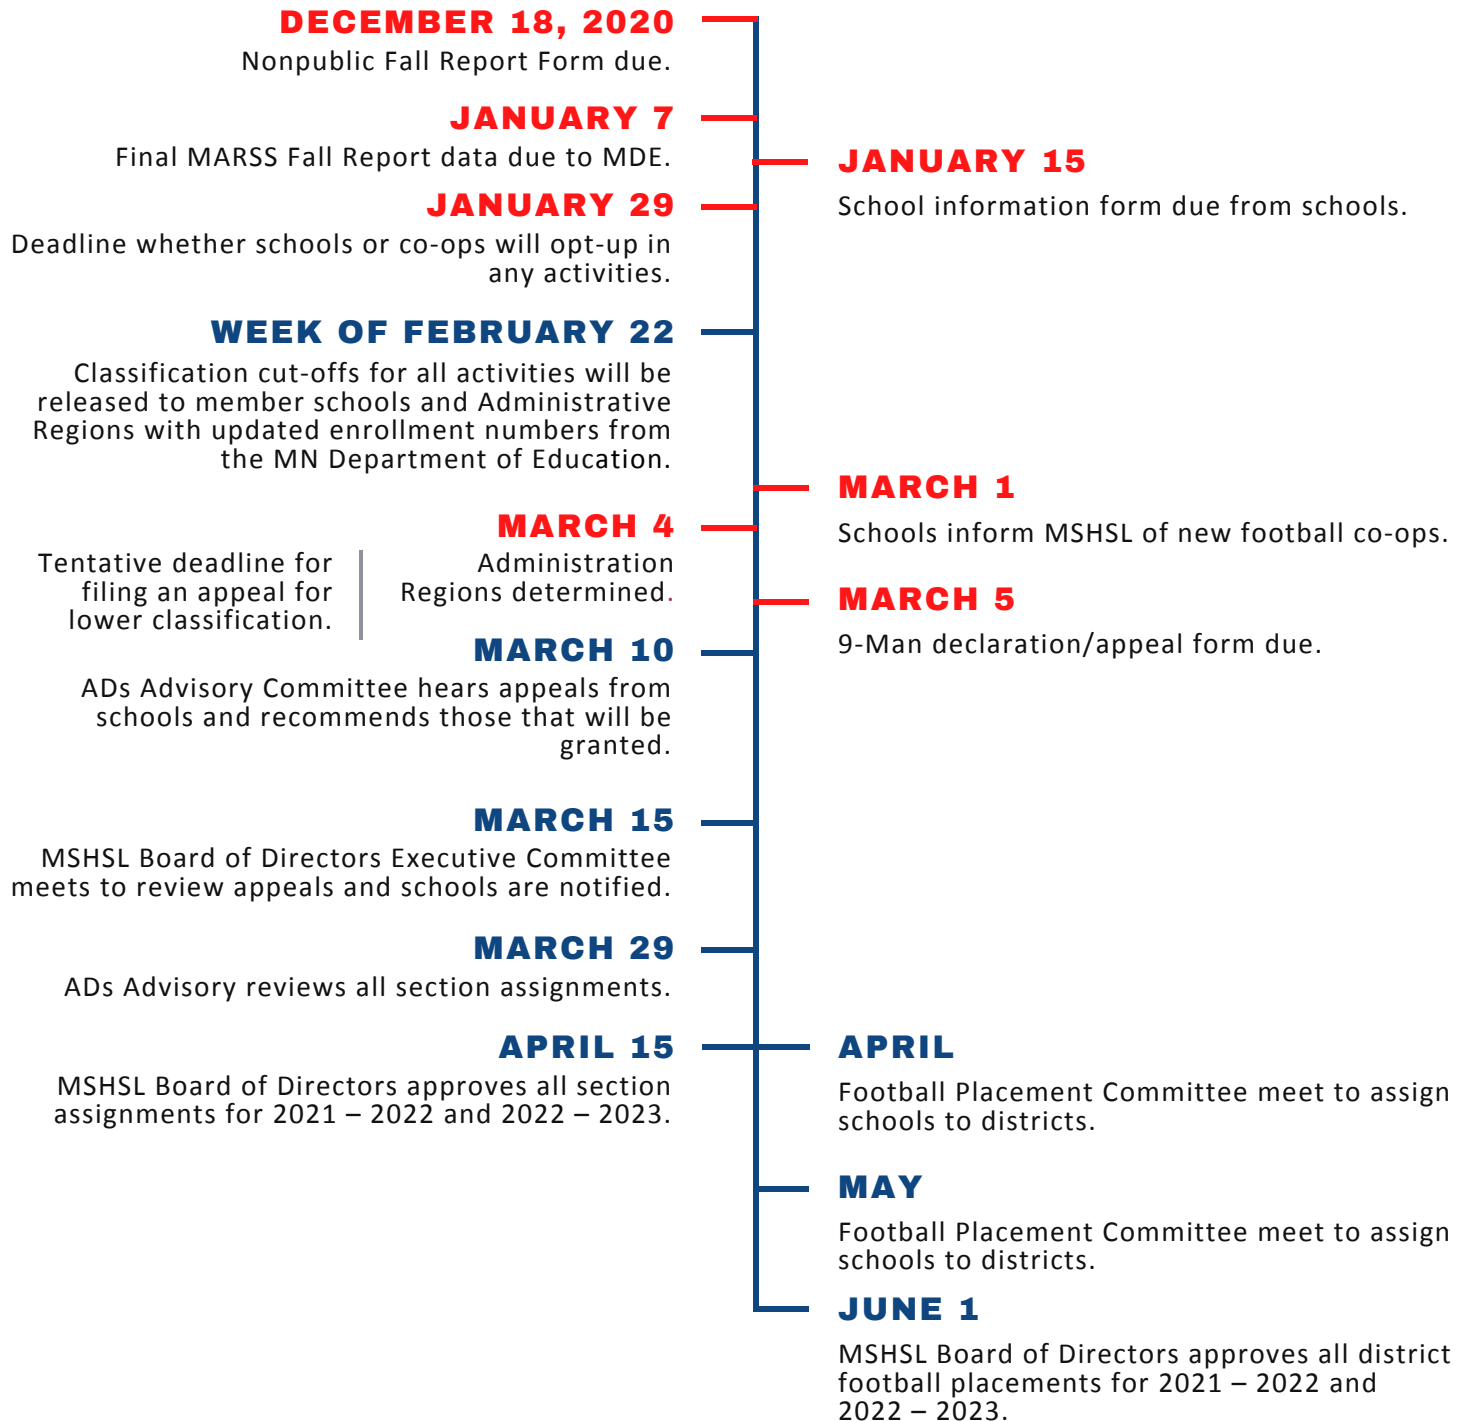 DECEMBER 18, 2020
Nonpublic Fall Report Form due.
JANUARY 7
Final MARSS Fall Report data due to MDE.
JANUARY 15
School information form due from schools.
JANUARY 29
Deadline whether schools or co-ops will opt-up in
any activities.
WEEK OF FEBRUARY 22
Classification cut-offs for all activities will be
released to member schools and Administrative
Regions with updated enrollment numbers from
the MN Department of Education.
MARCH 1
Schools inform MSHSL of new football co-ops.
MARCH 4
Tentative deadline for
filing an appeal for
lower classification.
Administration
Regions determined.
MARCH 5
9-Man declaration/appeal form due.
MARCH 10
ADs Advisory Committee hears appeals from
schools and recommends those that will be
granted.
MARCH 15
MSHSL Board of Directors Executive Committee
meets to review appeals and schools are notified.
MARCH 29
ADs Advisory reviews all section assignments.
APRIL 15
MSHSL Board of Directors approves all section
assignments for 2021 – 2022 and 2022 – 2023.
APRIL
Football Placement Committee meet to assign
schools to districts.
MAY
Football Placement Committee meet to assign
schools to districts.
JUNE 1
MSHSL Board of Directors approves all district
football placements for 2021 – 2022 and
2022 – 2023.